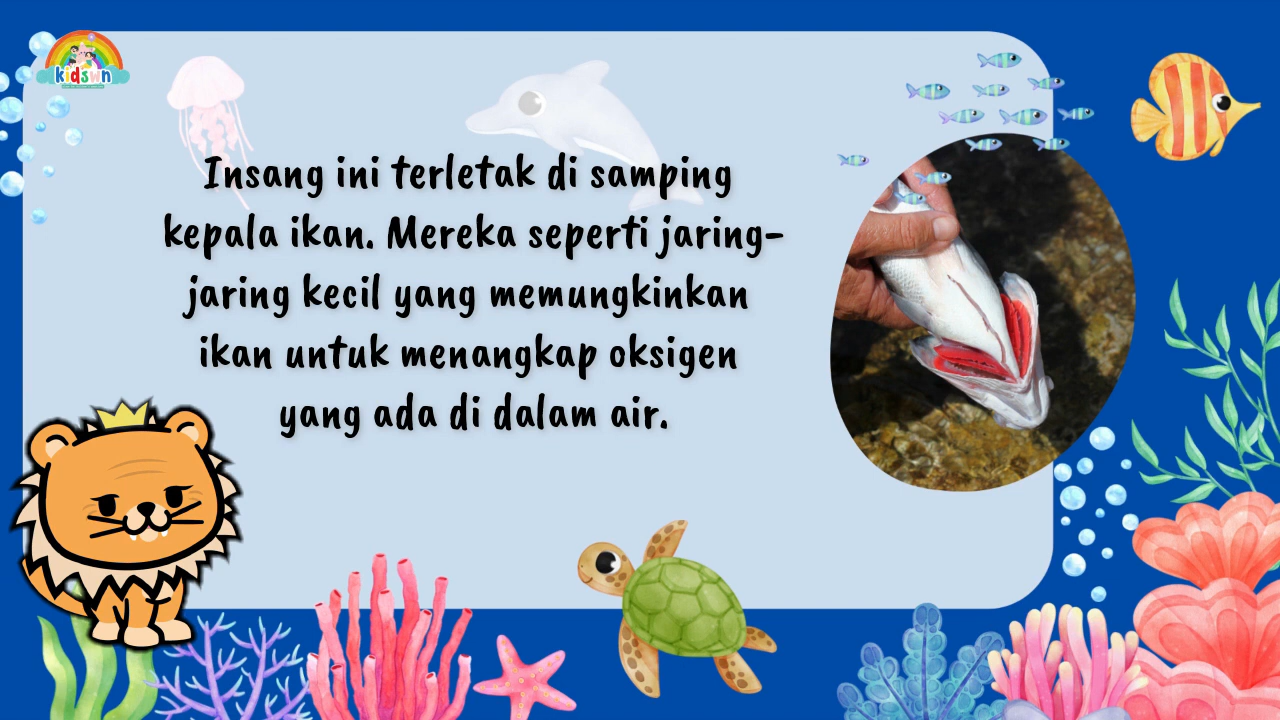 kidswn
Insang ini terletak di samping
kepala ikan. Mereka seperti jaring-
jaring kecil yang memungkinkan
ikan untuk menangkap oksigen
yang ada di dalam air.